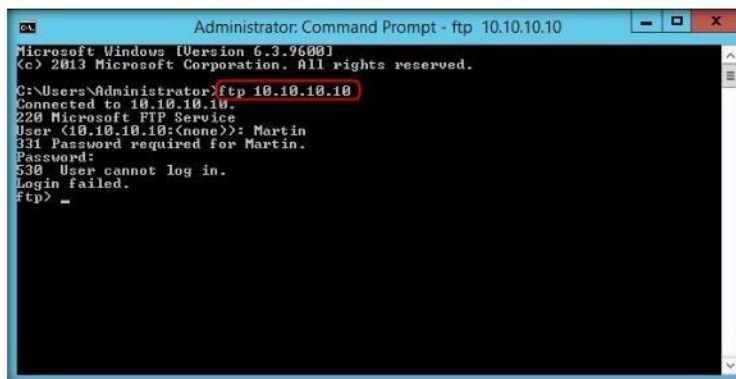 Administrator: Command Prompt - ftp 10.10.10.10
Microsoft Windows [Version 6.3.9600]
(c) 2013 Microsoft Corporation. All rights reserved.
C:\Users\Administrator>ftp 10.10.10.10
Connected to 10.10.10.10.
220 Microsoft FTP Service
User (10.10.10.10:(none)): Martin
331 Password required for Martin.
Password:
530 User cannot log in.
Login failed.
ftp> _